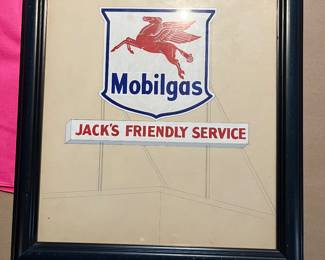 Mobilgas
JACK'S FRIENDLY SERVICE